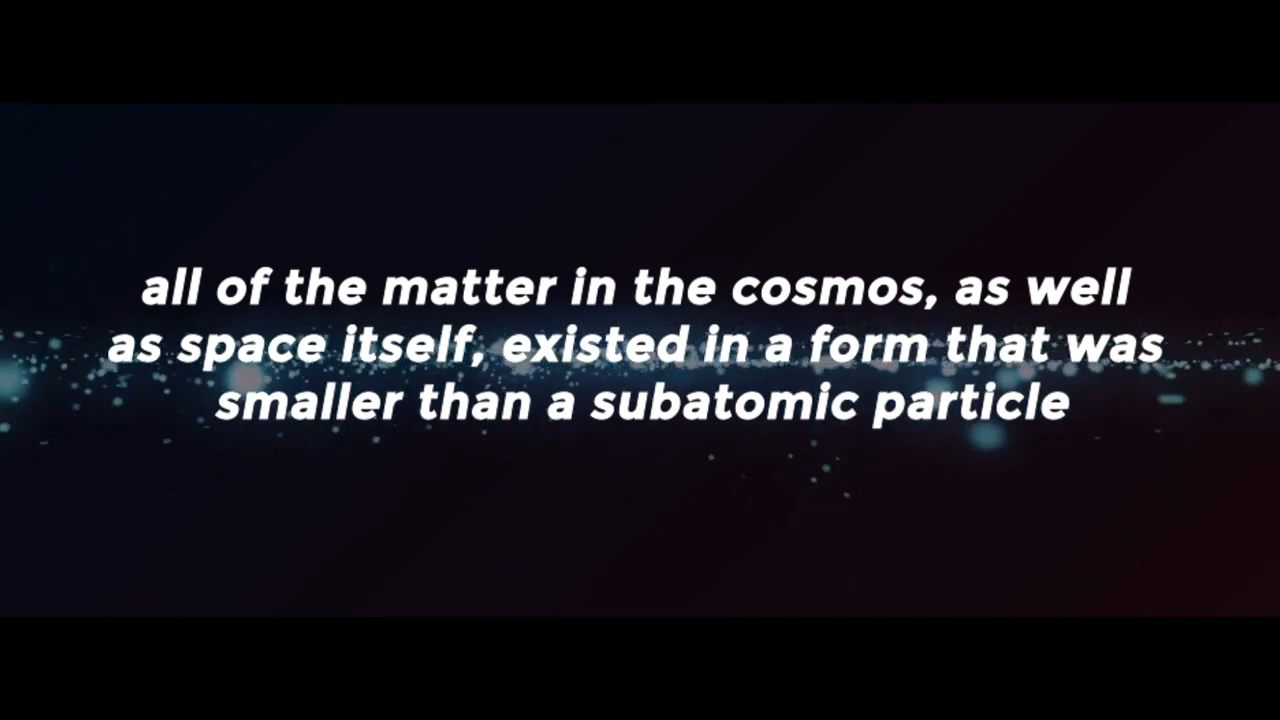 all of the matter in the cosmos, as well
as space itself, existed in a form that was
smaller than a subatomic particle